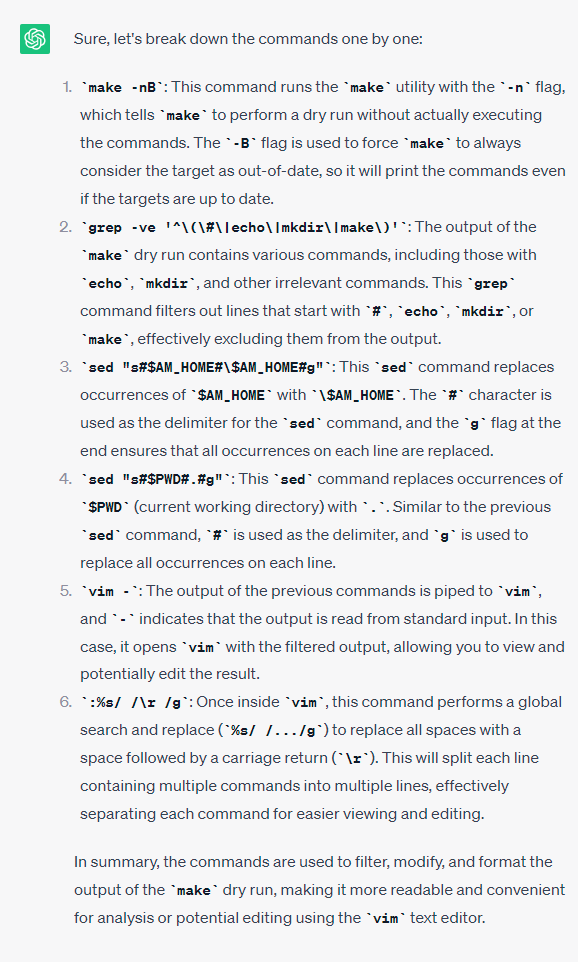 Sure, let's break down the commands one by one:
1. `make -nB`: This command runs the `make` utility with the `-n` flag,
which tells `make` to perform a dry run without actually executing
the commands. The `-B` flag is used to force `make` to always
consider the target as out-of-date, so it will print the commands even
if the targets are up to date.
2. `grep -ve '^\(\#\|echo\|mkdir\|make\)'`: The output of the
`make` dry run contains various commands, including those with
`echo`, `mkdir`, and other irrelevant commands. This `grep`
command filters out lines that start with `#`, `echo`, `mkdir`, or
`make`, effectively excluding them from the output.
3. `sed "s#$AM_HOME#\$AM_HOME#g"`: This `sed` command replaces
occurrences of `$AM_HOME` with `\$AM_HOME`. The `#` character is
used as the delimiter for the `sed` command, and the `g` flag at the
end ensures that all occurrences on each line are replaced.
4. `sed "s#$PWD#.#g"`: This `sed` command replaces occurrences of
`$PWD` (current working directory) with `.`. Similar to the previous
`sed` command, `#` is used as the delimiter, and `g` is used to
replace all occurrences on each line.
5. `vim -`: The output of the previous commands is piped to `vim`,
and `-` indicates that the output is read from standard input. In this
case, it opens `vim` with the filtered output, allowing you to view and
potentially edit the result.
6. `:%s/ /\r /g`: Once inside `vim`, this command performs a global
search and replace (`%s/ /.../g`) to replace all spaces with a
space followed by a carriage return (`\r`). This will split each line
containing multiple commands into multiple lines, effectively
separating each command for easier viewing and editing.
In summary, the commands are used to filter, modify, and format the
output of the `make` dry run, making it more readable and convenient
for analysis or potential editing using the `vim` text editor.